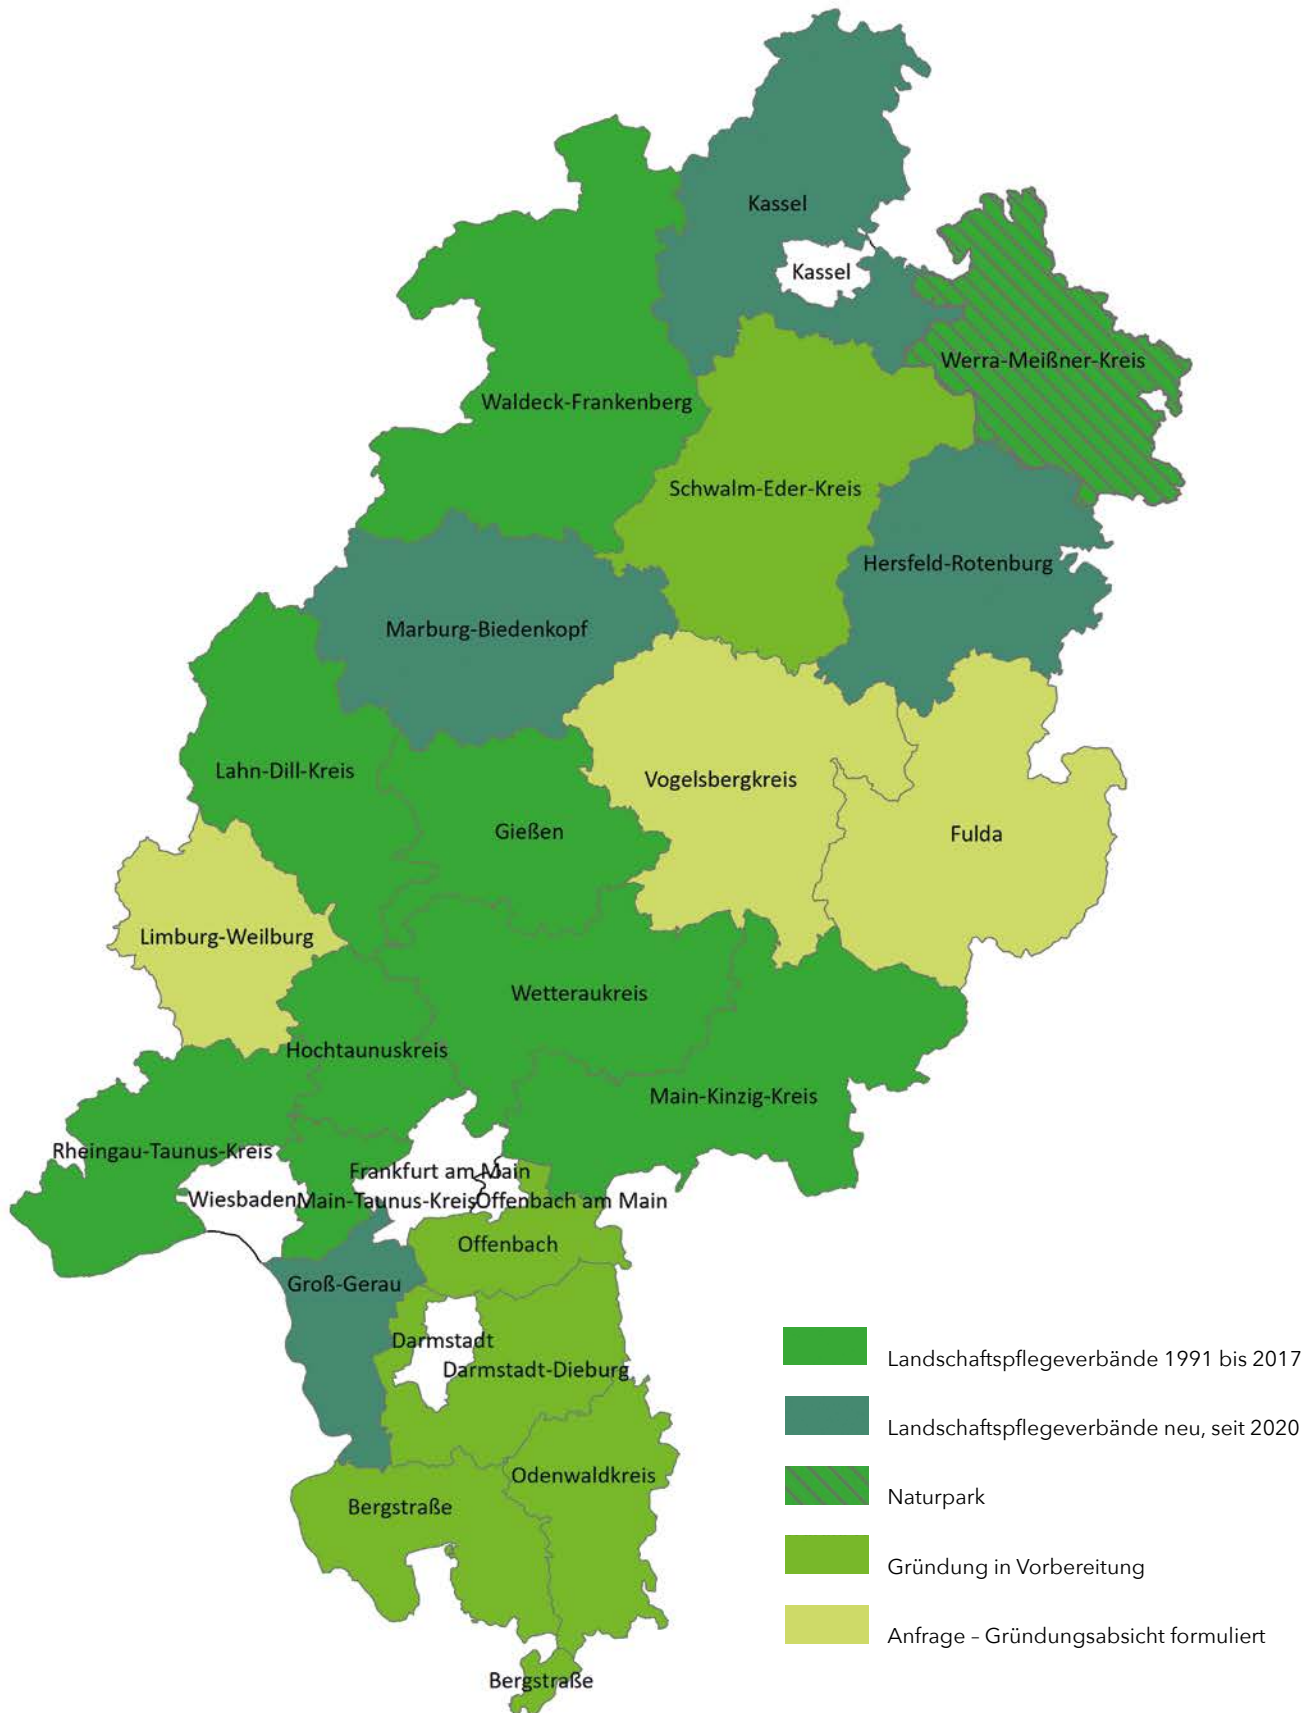 Kassel
Kassel
Werra-Meißner-Kreis
Waldeck-Frankenberg
Schwalm-Eder-Kreis
Hersfeld-Rotenburg
Marburg-Biedenkopf
Lahn-Dill-Kreis
Vogelsbergkreis
Gießen
Fulda
Limburg-Weilburg
Wetteraukreis
Hochtaunuskreis
Main-Kinzig-Kreis
Rheingau-Taunus-Kreis
Frankfurt am Main
Wiesbaden
Main-Taunus-Kreis
Offenbach am Main
Offenbach
Groß-Gerau
Darmstadt
Darmstadt-Dieburg
Odenwaldkreis
Bergstraße
Bergstraße
Landschaftspflegeverbände 1991 bis 2017
Landschaftspflegeverbände neu, seit 2020
Naturpark
Gründung in Vorbereitung
Anfrage – Gründungsabsicht formuliert